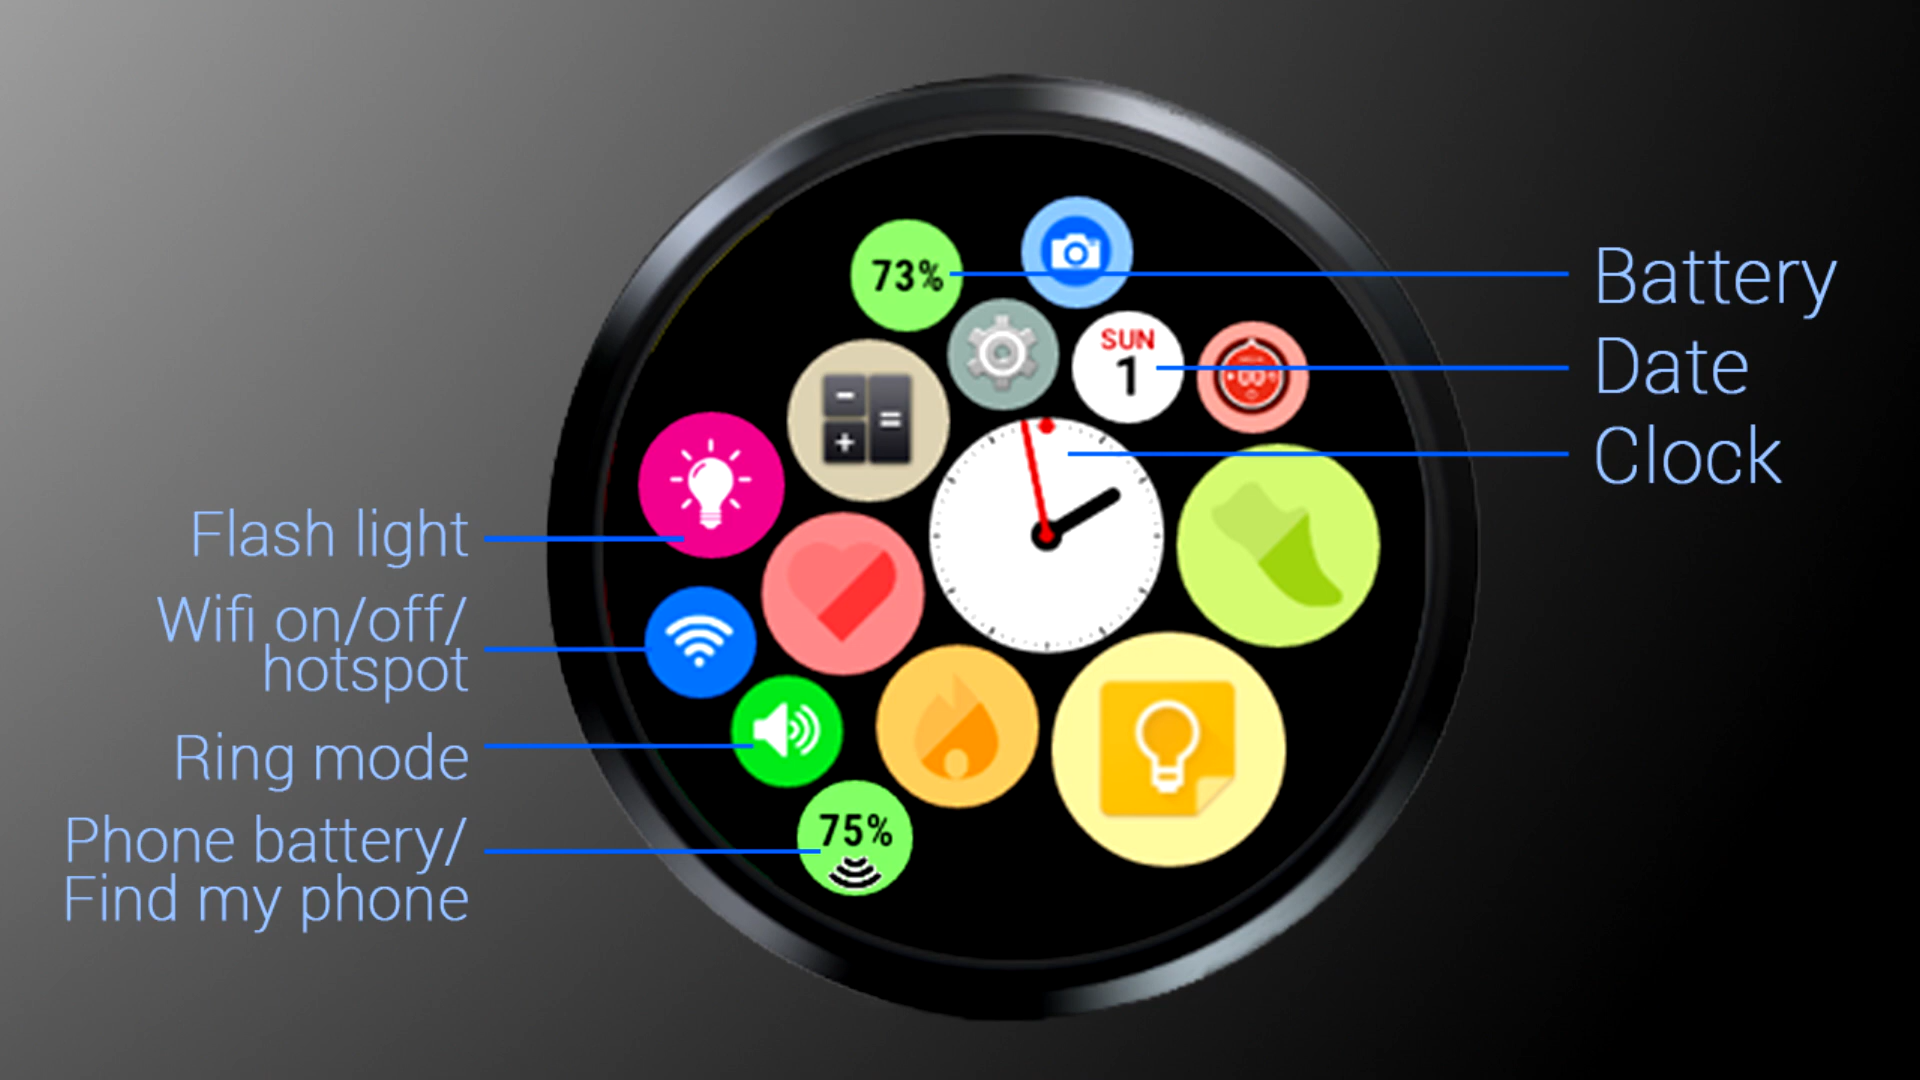 73%
Battery
SUN
1
Date
Clock
Flash light
Wifi on/off/
hotspot
Ring mode
75%
Phone battery/
Find my phone